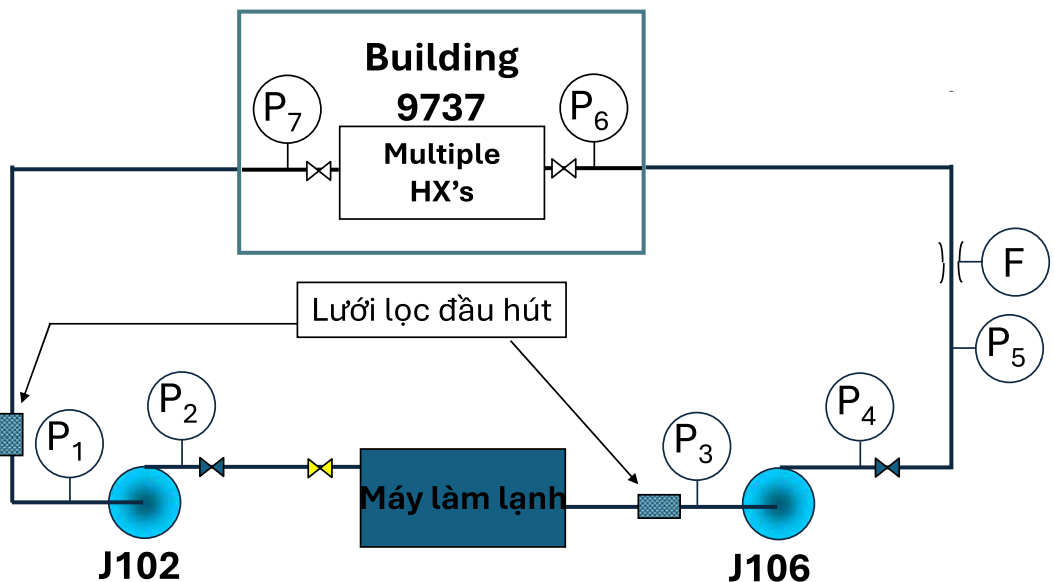 Building
9737
P7
P6
Multiple
HX's
F
Lưới lọc đầu hút
P5
P2
P4
P1
P3
Máy làm lạnh
J102
J106